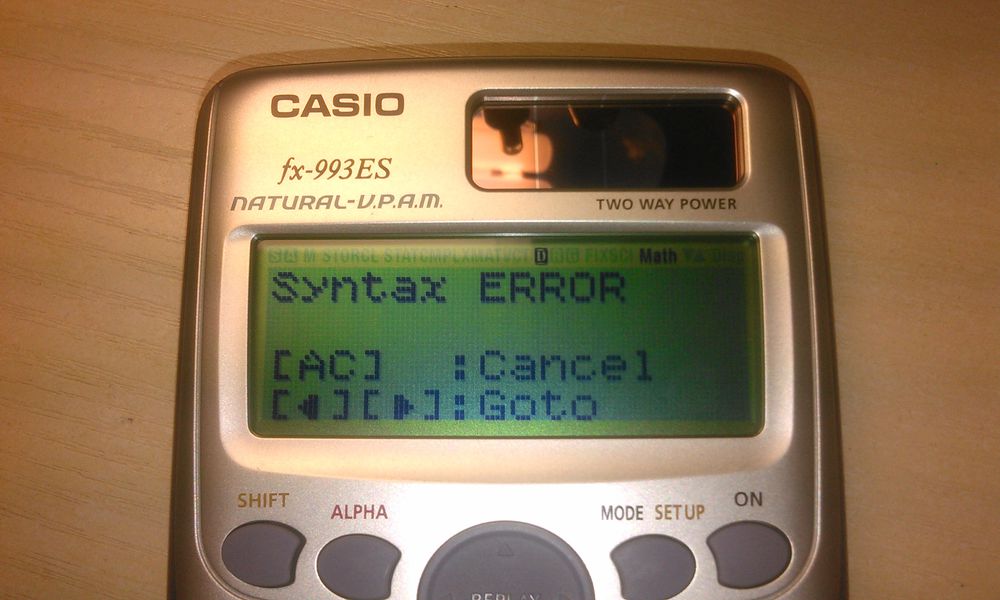 CASIO
fx-993ES
NATURAL-V.P.A.M.
TWO WAY POWER
S A M STO RCL STAT CMPLX MAT VCT D R G FIX SCI Math ▼▲ Disp
Syntax ERROR
[AC] :Cancel
[◀][▶]:Goto
SHIFT ALPHA MODE SETUP ON
REPLAY